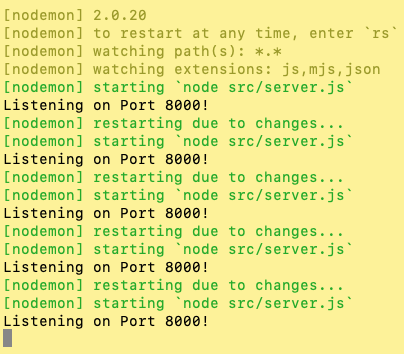 [nodemon] 2.0.20
[nodemon] to restart at any time, enter `rs`
[nodemon] watching path(s): *.*
[nodemon] watching extensions: js,mjs,json
[nodemon] starting `node src/server.js`
Listening on Port 8000!
[nodemon] restarting due to changes...
[nodemon] starting `node src/server.js`
Listening on Port 8000!
[nodemon] restarting due to changes...
[nodemon] starting `node src/server.js`
Listening on Port 8000!
[nodemon] restarting due to changes...
[nodemon] starting `node src/server.js`
Listening on Port 8000!
[nodemon] restarting due to changes...
[nodemon] starting `node src/server.js`
Listening on Port 8000!